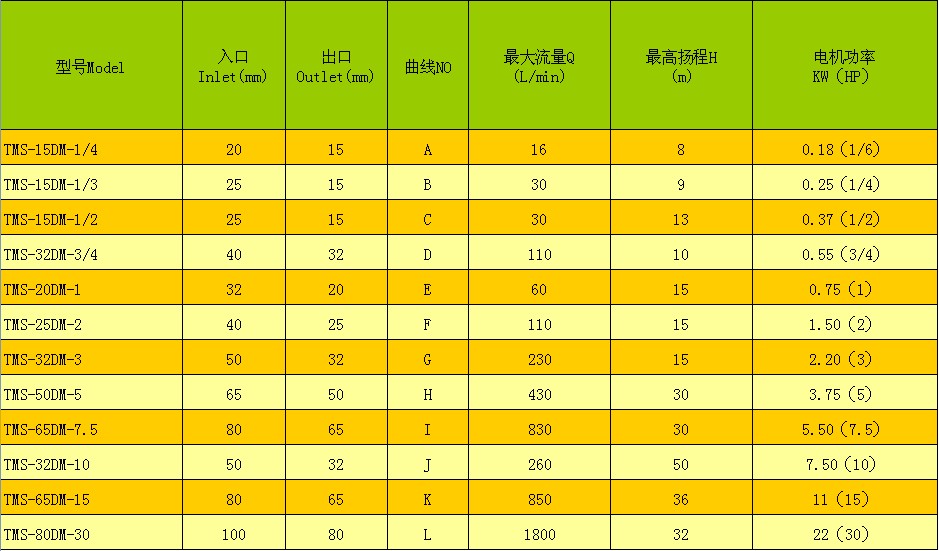 型号Model 入口 Inlet(mm) 出口 Outlet(mm) 曲线NO 最大流量Q (L/min) 最高扬程H (m) 电机功率 KW（HP）
TMS-15DM-1/4 20 15 A 16 8 0.18（1/6）
TMS-15DM-1/3 25 15 B 30 9 0.25（1/4）
TMS-15DM-1/2 25 15 C 30 13 0.37（1/2）
TMS-32DM-3/4 40 32 D 110 10 0.55（3/4）
TMS-20DM-1 32 20 E 60 15 0.75（1）
TMS-25DM-2 40 25 F 110 15 1.50（2）
TMS-32DM-3 50 32 G 230 15 2.20（3）
TMS-50DM-5 65 50 H 430 30 3.75（5）
TMS-65DM-7.5 80 65 I 830 30 5.50（7.5）
TMS-32DM-10 50 32 J 260 50 7.50（10）
TMS-65DM-15 80 65 K 850 36 11（15）
TMS-80DM-30 100 80 L 1800 32 22（30）